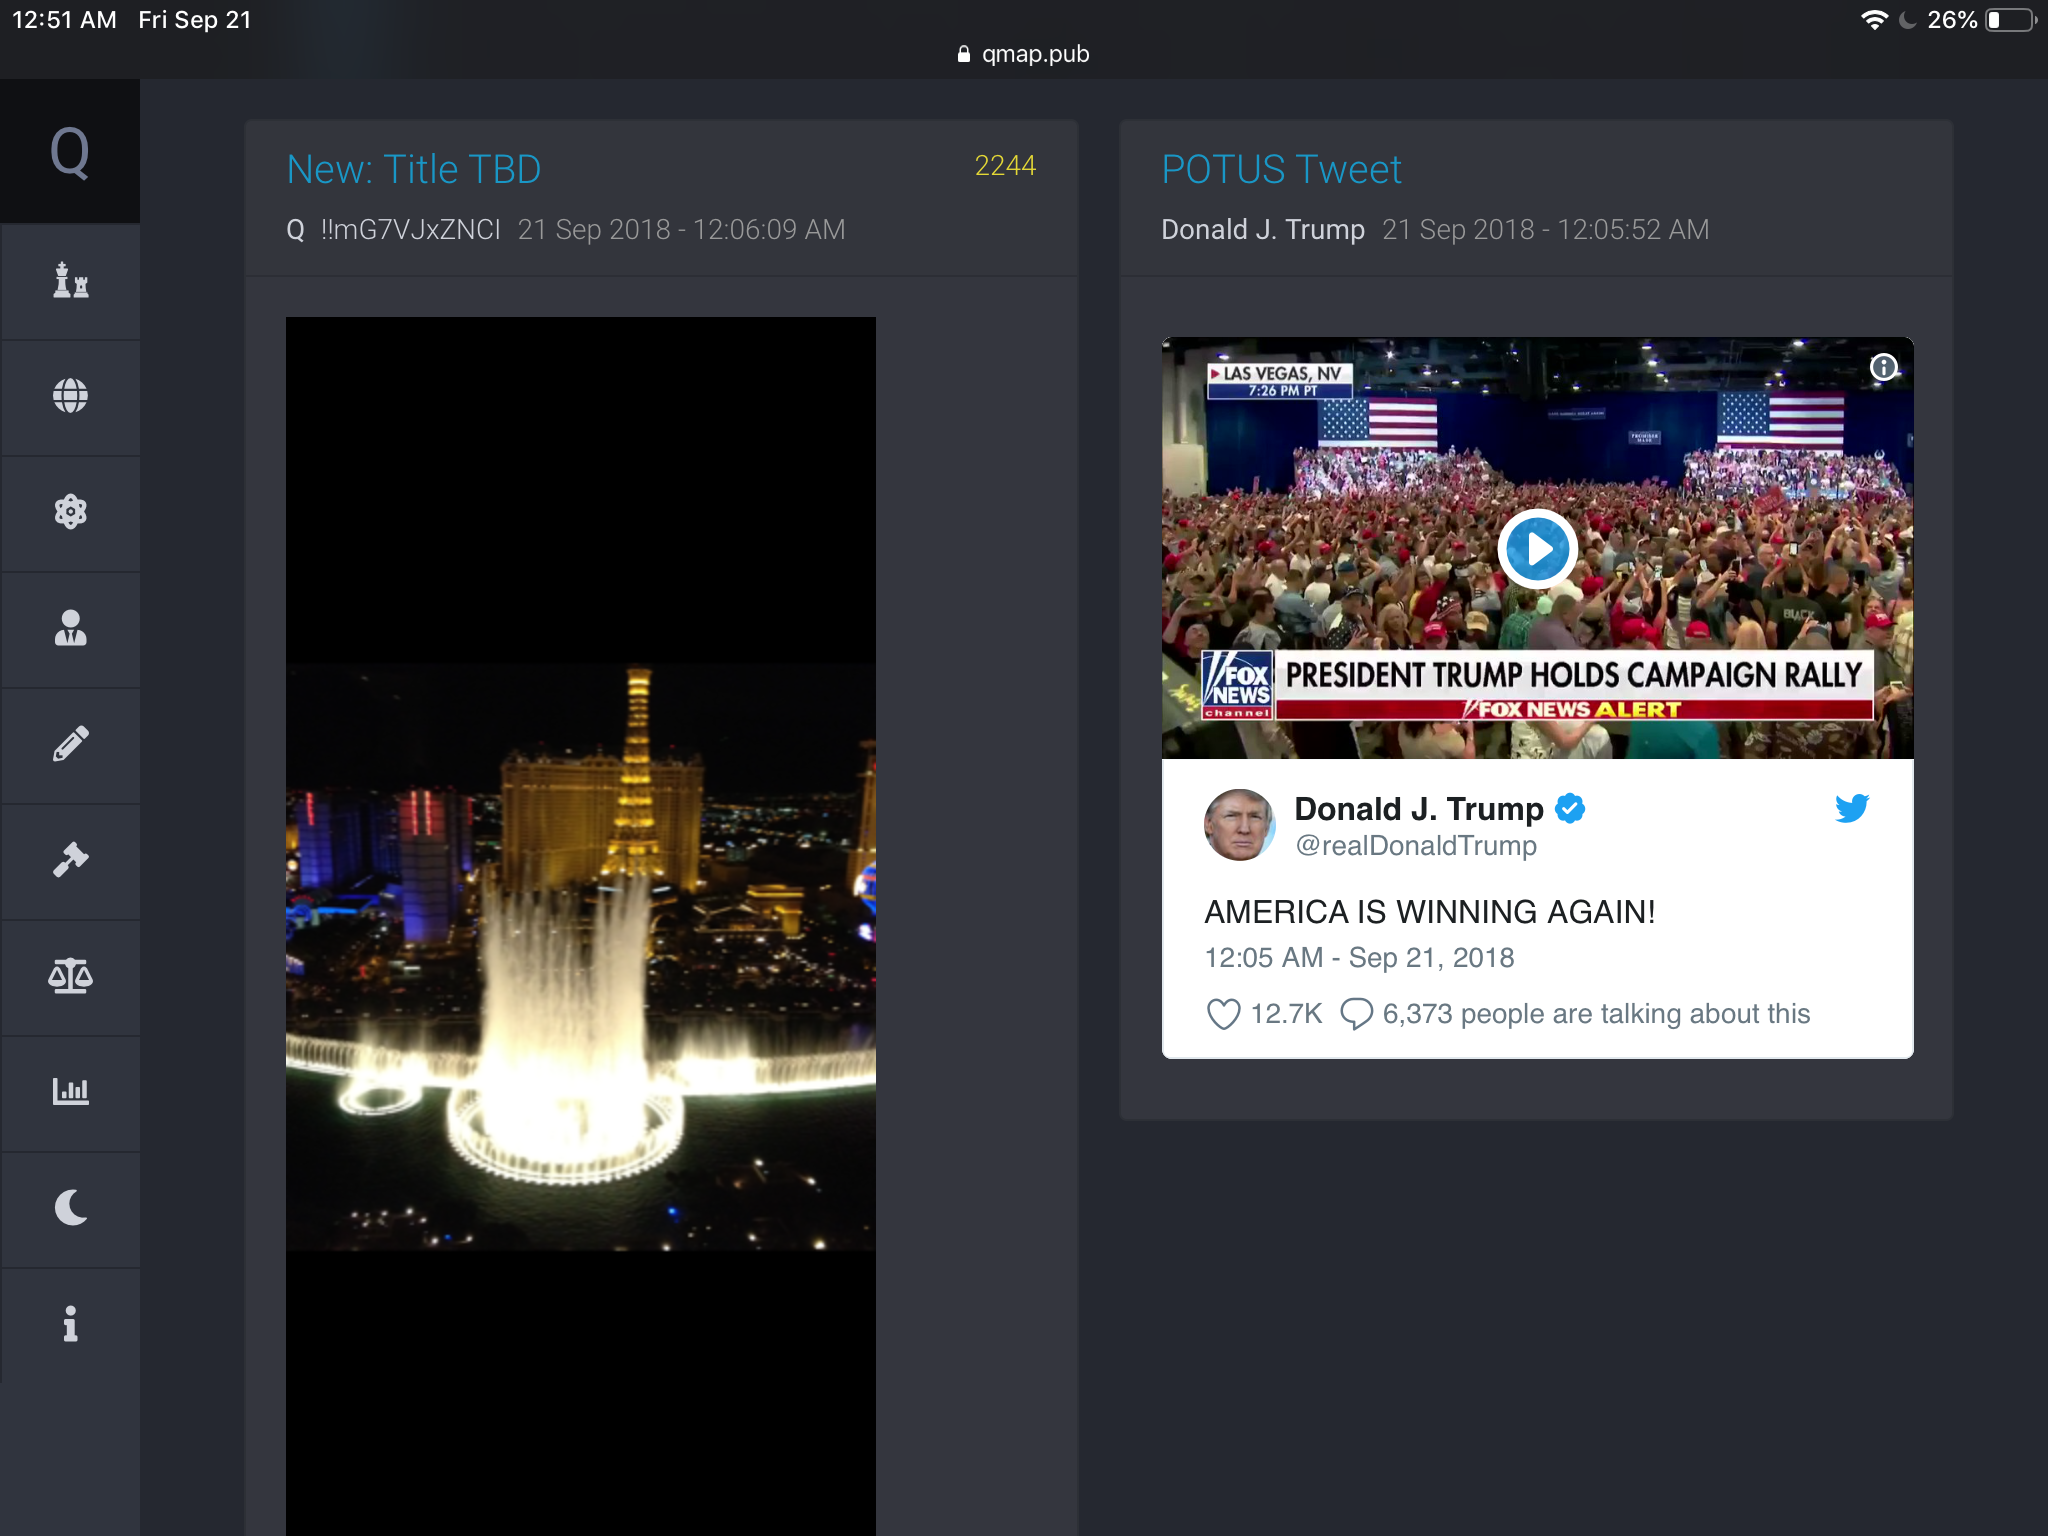 12:51 AM Fri Sep 21
26%
qmap.pub
Q
New: Title TBD
2244
Q !!mG7VJxZNCI 21 Sep 2018 - 12:06:09 AM
POTUS Tweet
Donald J. Trump 21 Sep 2018 - 12:05:52 AM
LAS VEGAS, NV
7:26 PM PT
BLACK
FOX
NEWS
channel
PRESIDENT TRUMP HOLDS CAMPAIGN RALLY
FOX NEWS ALERT
Donald J. Trump
@realDonaldTrump
AMERICA IS WINNING AGAIN!
12:05 AM - Sep 21, 2018
12.7K 6,373 people are talking about this